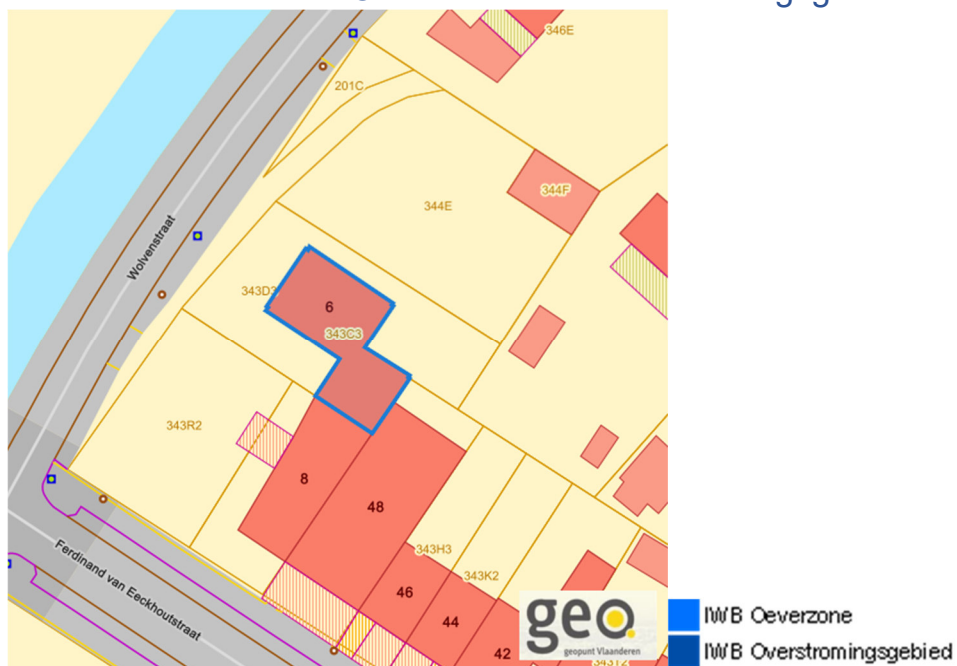 346E
201C
344F
344E
Wolvenstraat
343D3
6
343C3
343R2
8
48
343H3
343K2
46
44
42
Ferdinand van Eeckhoutstraat
geo
geopunt Vlaanderen
IWB Oeverzone
IWB Overstromingsgebied